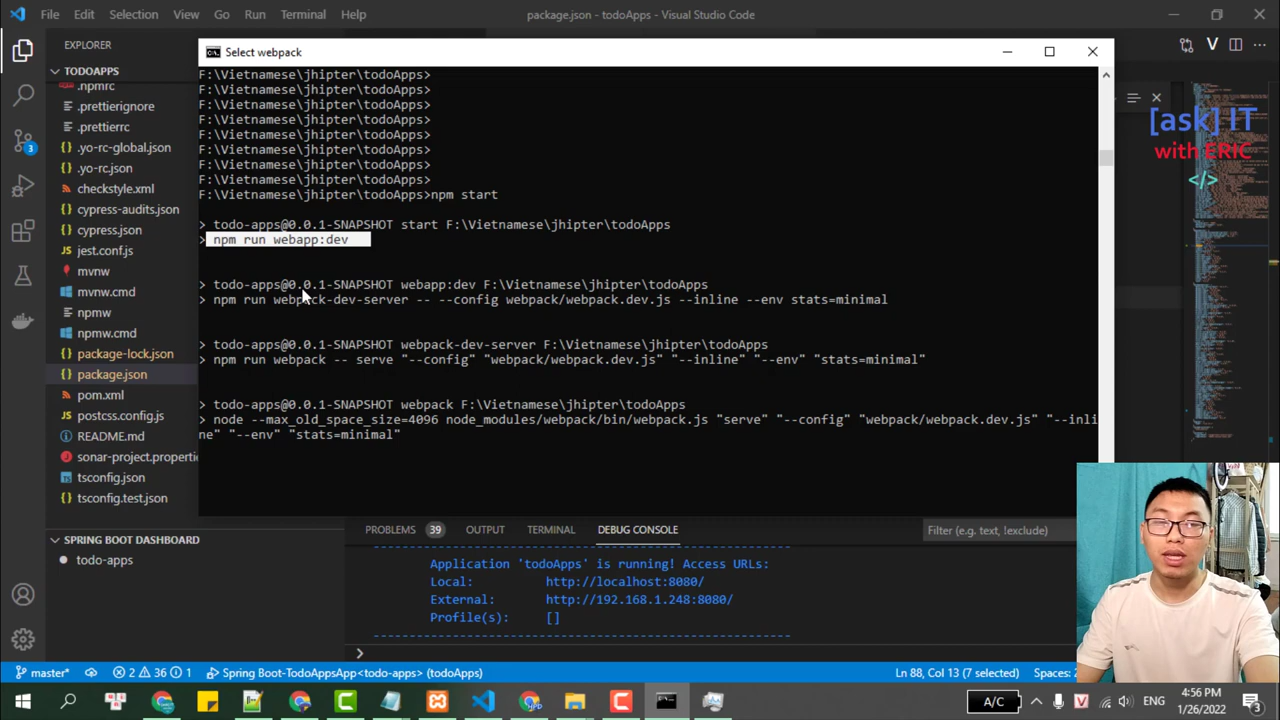 File Edit Selection View Go Run Terminal Help
package.json - todoApps - Visual Studio Code
EXPLORER
TODOAPPS
.npmrc
.prettierignore
.prettierrc
.yo-rc-global.json
.yo-rc.json
checkstyle.xml
cypress-audits.json
cypress.json
jest.conf.js
mvnw
mvnw.cmd
npmw
npmw.cmd
package-lock.json
package.json
pom.xml
postcss.config.js
README.md
sonar-project.propertie
tsconfig.json
tsconfig.test.json
SPRING BOOT DASHBOARD
todo-apps
3
Select webpack
F:\Vietnamese\jhipter\todoApps>
F:\Vietnamese\jhipter\todoApps>
F:\Vietnamese\jhipter\todoApps>
F:\Vietnamese\jhipter\todoApps>
F:\Vietnamese\jhipter\todoApps>
F:\Vietnamese\jhipter\todoApps>
F:\Vietnamese\jhipter\todoApps>
F:\Vietnamese\jhipter\todoApps>
F:\Vietnamese\jhipter\todoApps>npm start
> todo-apps@0.0.1-SNAPSHOT start F:\Vietnamese\jhipter\todoApps
> npm run webapp:dev
> todo-apps@0.0.1-SNAPSHOT webapp:dev F:\Vietnamese\jhipter\todoApps
> npm run webpack-dev-server -- --config webpack/webpack.dev.js --inline --env stats=minimal
> todo-apps@0.0.1-SNAPSHOT webpack-dev-server F:\Vietnamese\jhipter\todoApps
> npm run webpack -- serve "--config" "webpack/webpack.dev.js" "--inline" "--env" "stats=minimal"
> todo-apps@0.0.1-SNAPSHOT webpack F:\Vietnamese\jhipter\todoApps
> node --max_old_space_size=4096 node_modules/webpack/bin/webpack.js "serve" "--config" "webpack/webpack.dev.js" "--inli
ne" "--env" "stats=minimal"
[ask] IT
with ERIC
</>
PROBLEMS 39 OUTPUT TERMINAL DEBUG CONSOLE
Filter (e.g. text, !exclude)
Application 'todoApps' is running! Access URLs:
Local: http://localhost:8080/
External: http://192.168.1.248:8080/
Profile(s): []
master* 2 36 1 Spring Boot-TodoAppsApp<todo-apps> (todoApps)
Ln 88, Col 13 (7 selected) Spaces:
A/C
V
ENG
4:56 PM
1/26/2022
3